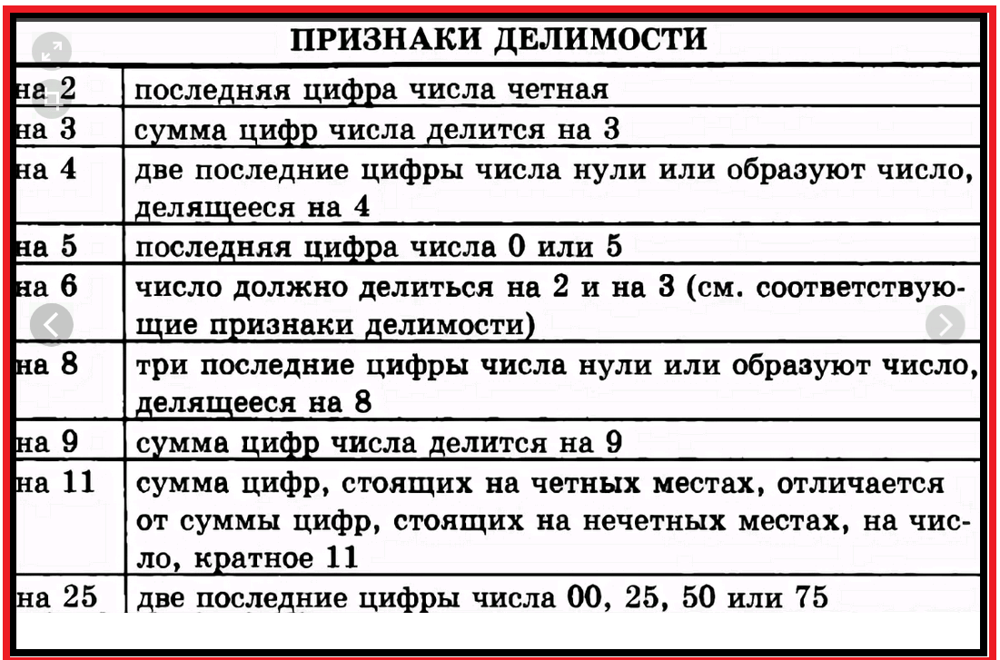 ПРИЗНАКИ ДЕЛИМОСТИ
на 2 последняя цифра числа четная
на 3 сумма цифр числа делится на 3
на 4 две последние цифры числа нули или образуют число,
делящееся на 4
на 5 последняя цифра числа 0 или 5
на 6 число должно делиться на 2 и на 3 (см. соответствую-
щие признаки делимости)
на 8 три последние цифры числа нули или образуют число,
делящееся на 8
на 9 сумма цифр числа делится на 9
на 11 сумма цифр, стоящих на четных местах, отличается
от суммы цифр, стоящих на нечетных местах, на чис-
ло, кратное 11
на 25 две последние цифры числа 00, 25, 50 или 75